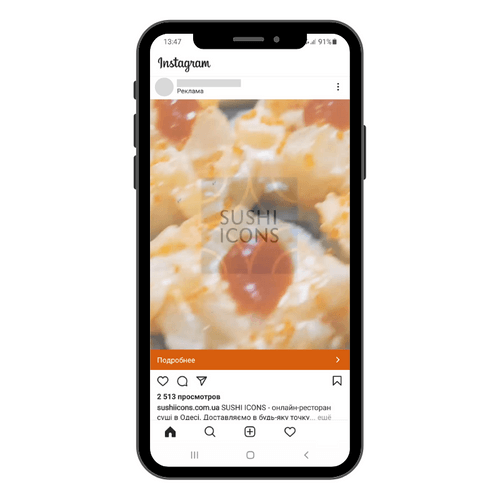 13:47
91%
Instagram
Реклама
SUSHI
ICONS
Подробнее
2 513 просмотров
sushiicons.com.ua SUSHI ICONS - онлайн-ресторан
суші в Одесі. Доставляємо в будь-яку точку... ещё